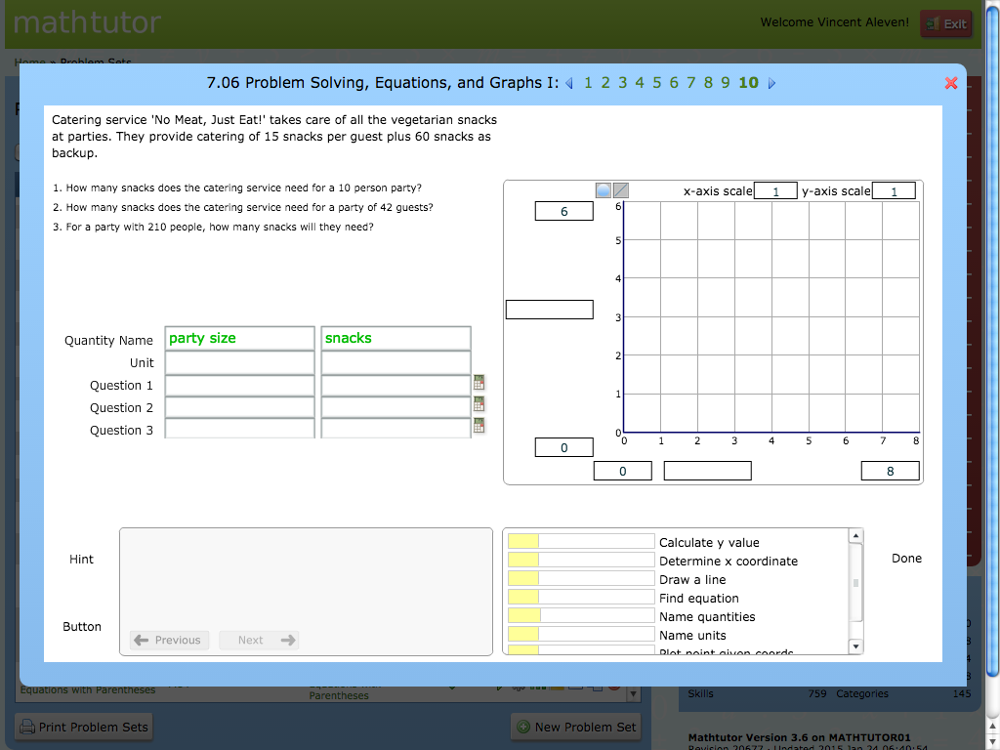 mathtutor
Welcome Vincent Aleven!
Exit
Home » Problem Sets
7.06 Problem Solving, Equations, and Graphs I: 1 2 3 4 5 6 7 8 9 10
Catering service 'No Meat, Just Eat!' takes care of all the vegetarian snacks
at parties. They provide catering of 15 snacks per guest plus 60 snacks as
backup.
1. How many snacks does the catering service need for a 10 person party?
2. How many snacks does the catering service need for a party of 42 guests?
3. For a party with 210 people, how many snacks will they need?
x-axis scale 1 y-axis scale 1
6
6
5
4
3
2
1
0
0 1 2 3 4 5 6 7 8
0
0
8
Quantity Name party size snacks
Unit
Question 1
Question 2
Question 3
Hint
Button
Previous Next
Calculate y value
Determine x coordinate
Draw a line
Find equation
Name quantities
Name units
Plot point given coords
Done
Equations with Parentheses
Parentheses
Skills 759 Categories 145
Print Problem Sets
New Problem Set
Mathtutor Version 3.6 on MATHTUTOR01
Revision 20677 - Updated 2015 Jan 24 06:40:54